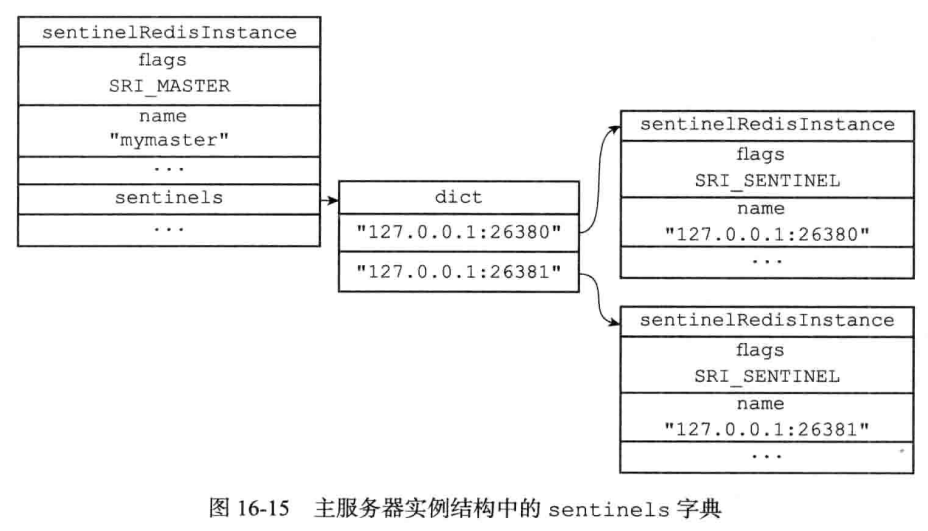 sentinelRedisInstance
flags
SRI_MASTER
name
"mymaster"
...
sentinels
...
dict
"127.0.0.1:26380"
"127.0.0.1:26381"
sentinelRedisInstance
flags
SRI_SENTINEL
name
"127.0.0.1:26380"
...
sentinelRedisInstance
flags
SRI_SENTINEL
name
"127.0.0.1:26381"
...
图 16-15 主服务器实例结构中的 sentinels 字典